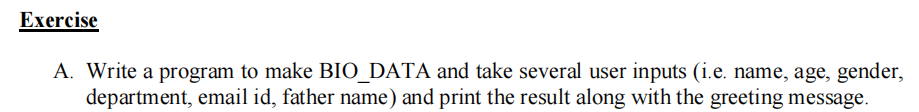 Exercise
A. Write a program to make BIO_DATA and take several user inputs (i.e. name, age, gender,
department, email id, father name) and print the result along with the greeting message.